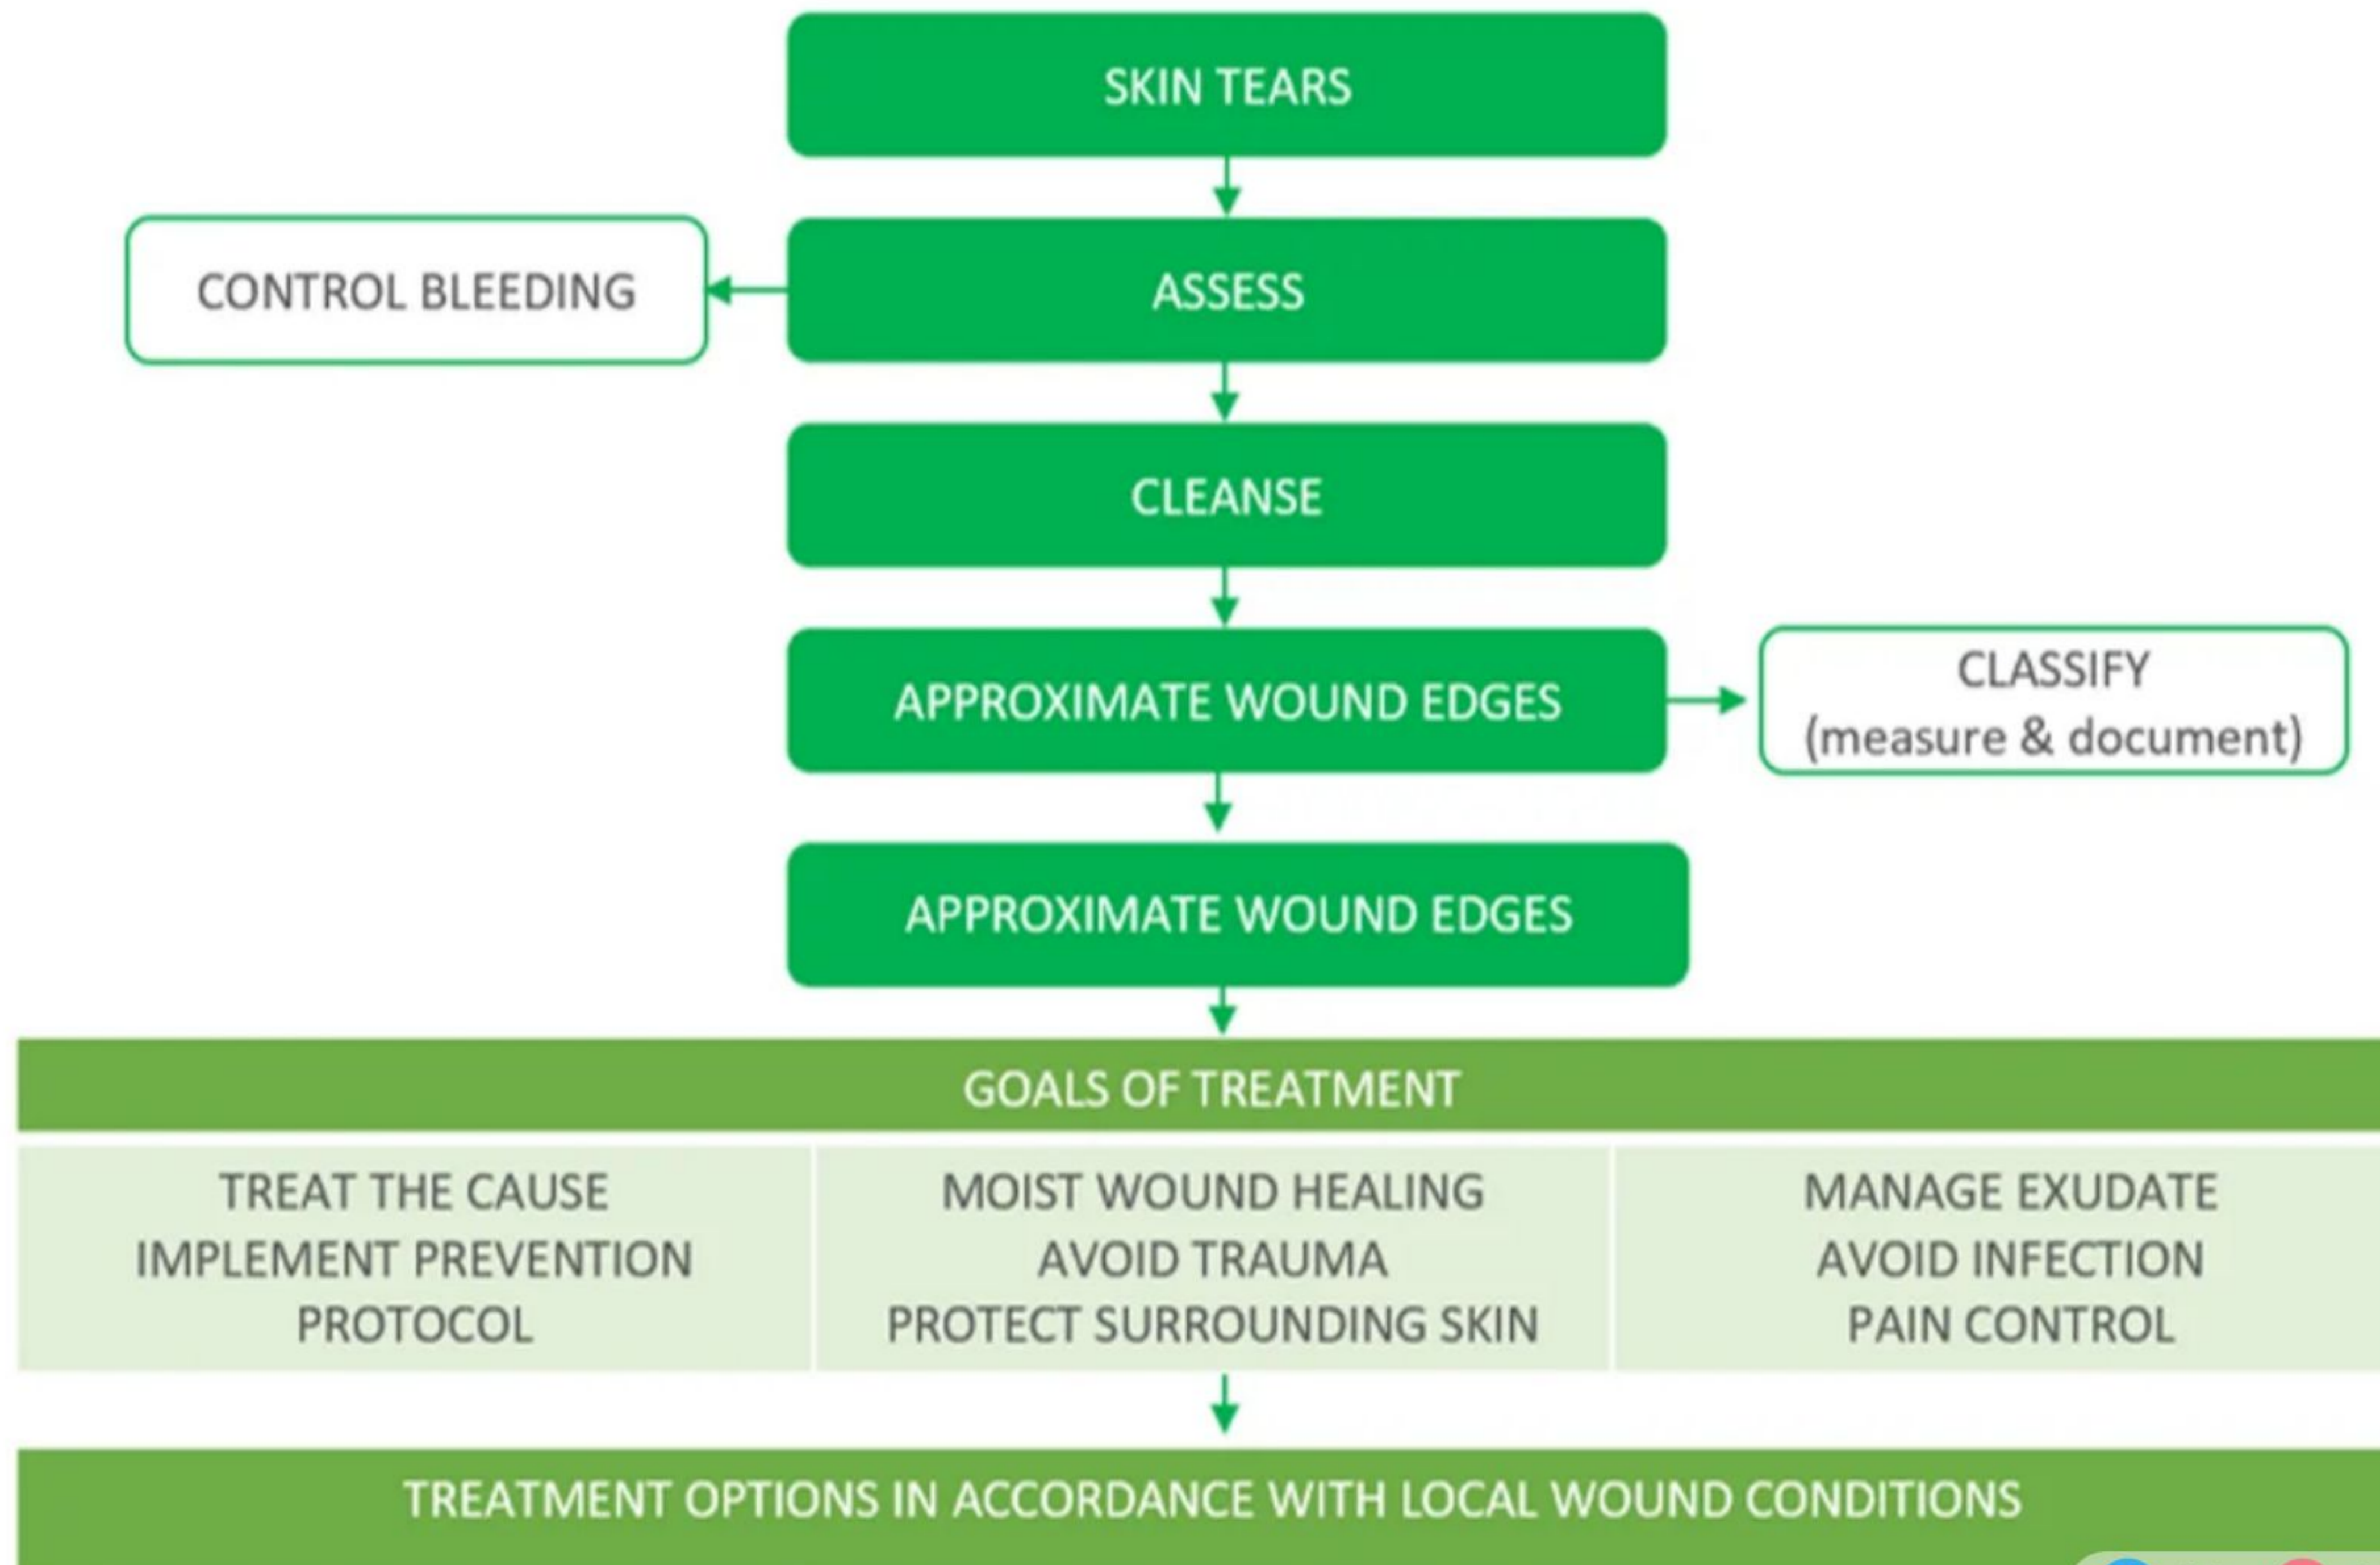 SKIN TEARS
CONTROL BLEEDING
ASSESS
CLEANSE
APPROXIMATE WOUND EDGES
CLASSIFY
(measure & document)
APPROXIMATE WOUND EDGES
GOALS OF TREATMENT
TREAT THE CAUSE
IMPLEMENT PREVENTION
PROTOCOL
MOIST WOUND HEALING
AVOID TRAUMA
PROTECT SURROUNDING SKIN
MANAGE EXUDATE
AVOID INFECTION
PAIN CONTROL
TREATMENT OPTIONS IN ACCORDANCE WITH LOCAL WOUND CONDITIONS